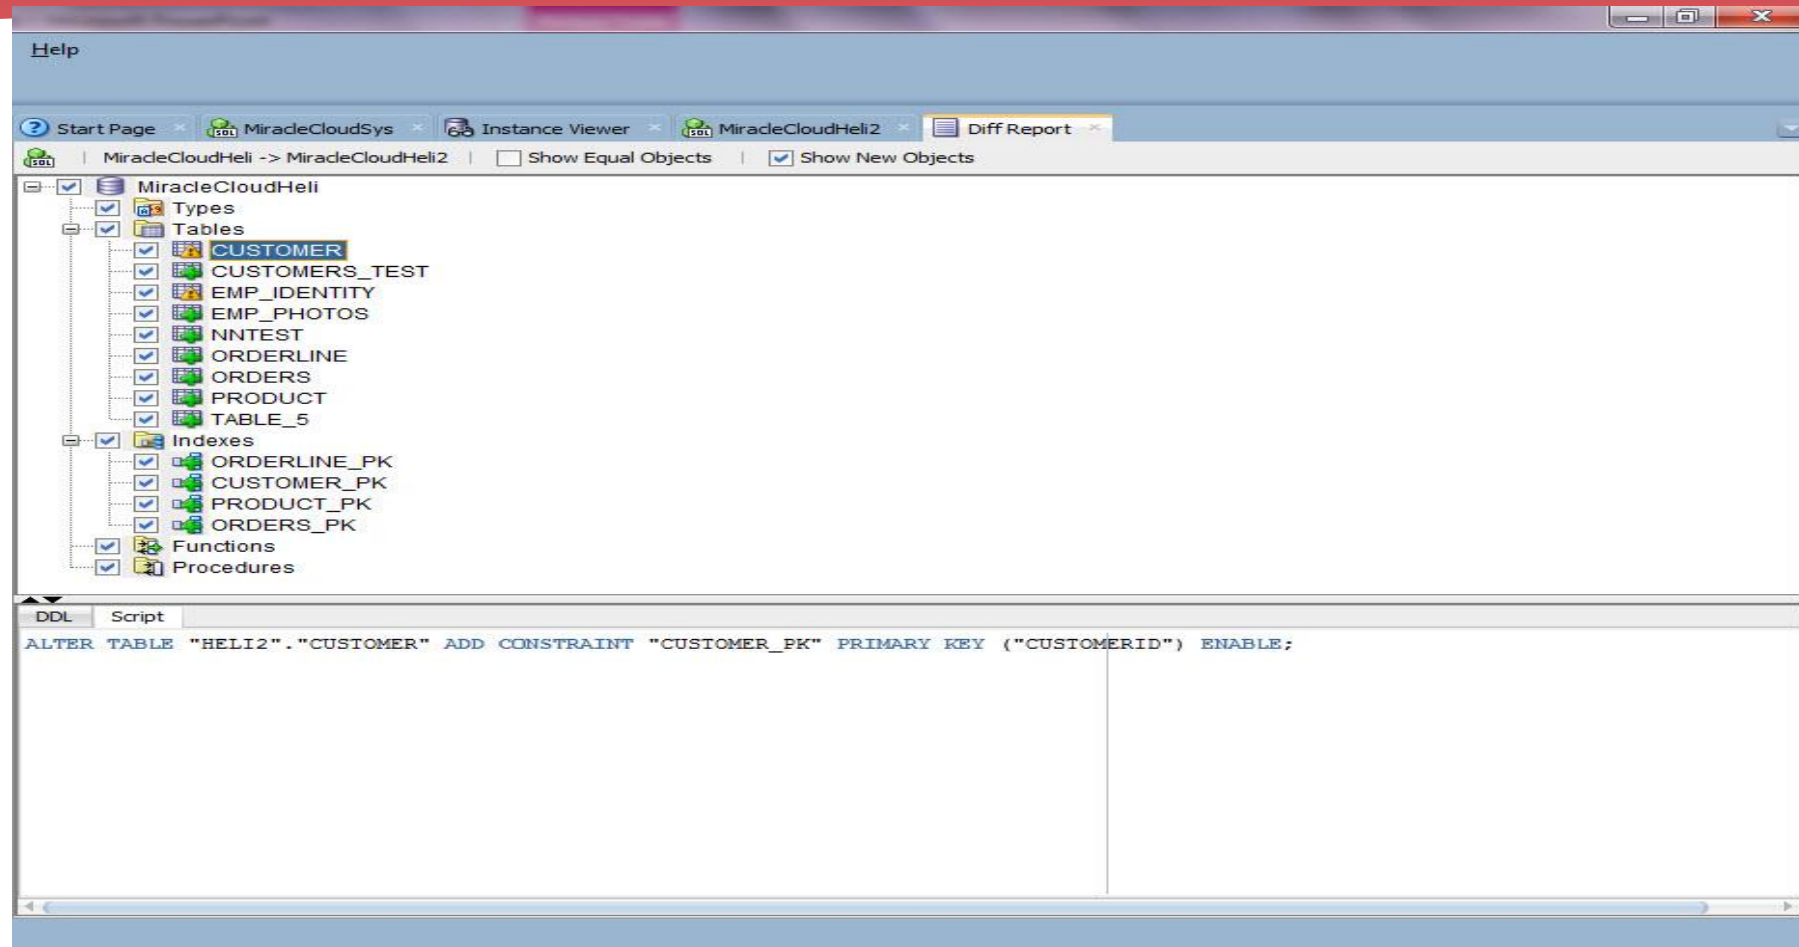 Help
Start Page MiracleCloudSys Instance Viewer MiracleCloudHeli2 Diff Report
MiracleCloudHeli -> MiracleCloudHeli2 | Show Equal Objects | Show New Objects
MiracleCloudHeli
Types
Tables
CUSTOMER
CUSTOMERS_TEST
EMP_IDENTITY
EMP_PHOTOS
NNTEST
ORDERLINE
ORDERS
PRODUCT
TABLE_5
Indexes
ORDERLINE_PK
CUSTOMER_PK
PRODUCT_PK
ORDERS_PK
Functions
Procedures
DDL Script
ALTER TABLE "HELI2"."CUSTOMER" ADD CONSTRAINT "CUSTOMER_PK" PRIMARY KEY ("CUSTOMERID") ENABLE;